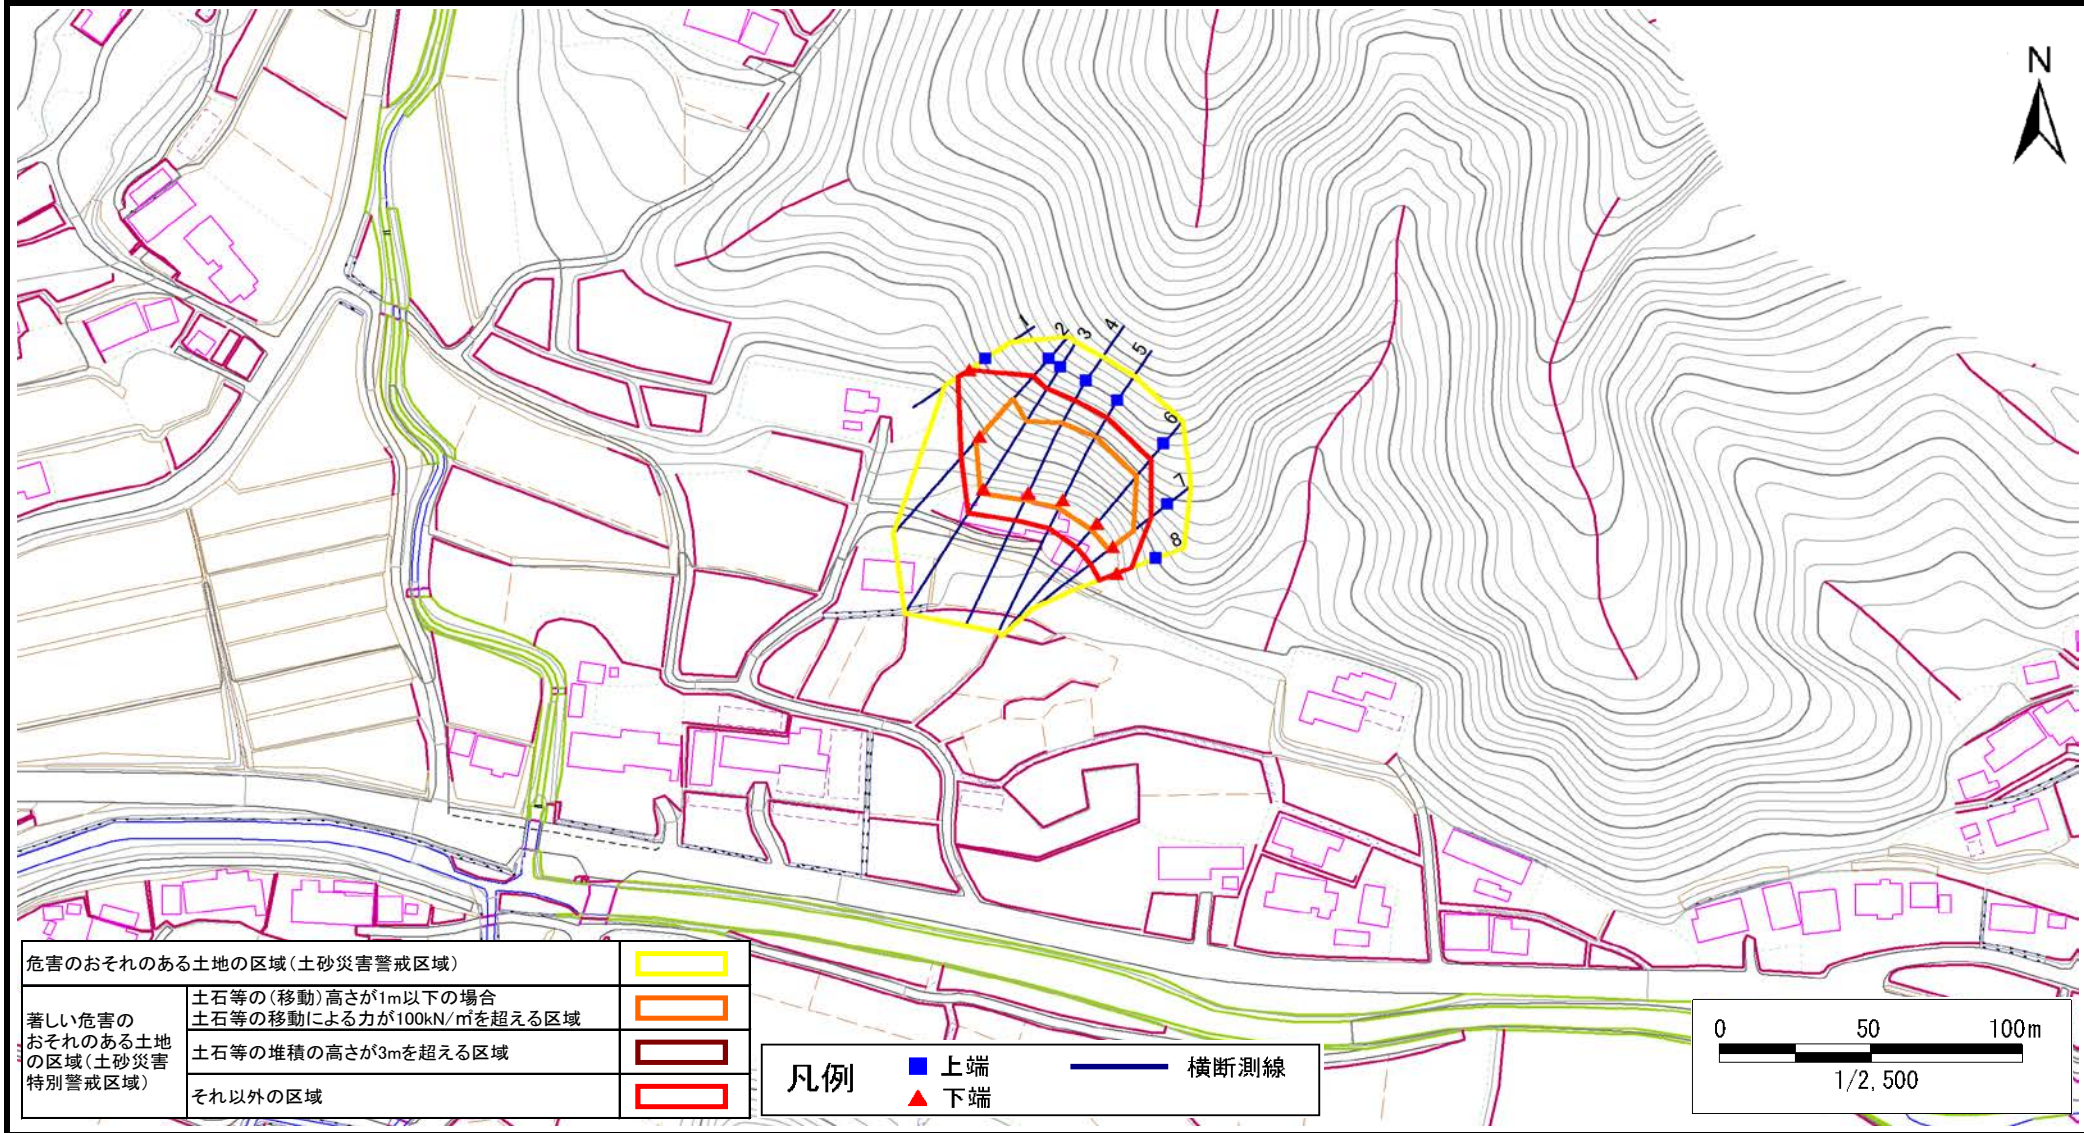 N
1
2
3
4
5
6
7
8
危害のおそれのある土地の区域(土砂災害警戒区域)
著しい危害の
おそれのある土地
の区域(土砂災害
特別警戒区域)
土石等の(移動)高さが1m以下の場合
土石等の移動による力が100kN/㎡を超える区域
土石等の堆積の高さが3mを超える区域
それ以外の区域
凡例
上端
下端
横断測線
0 50 100m
1/2,500